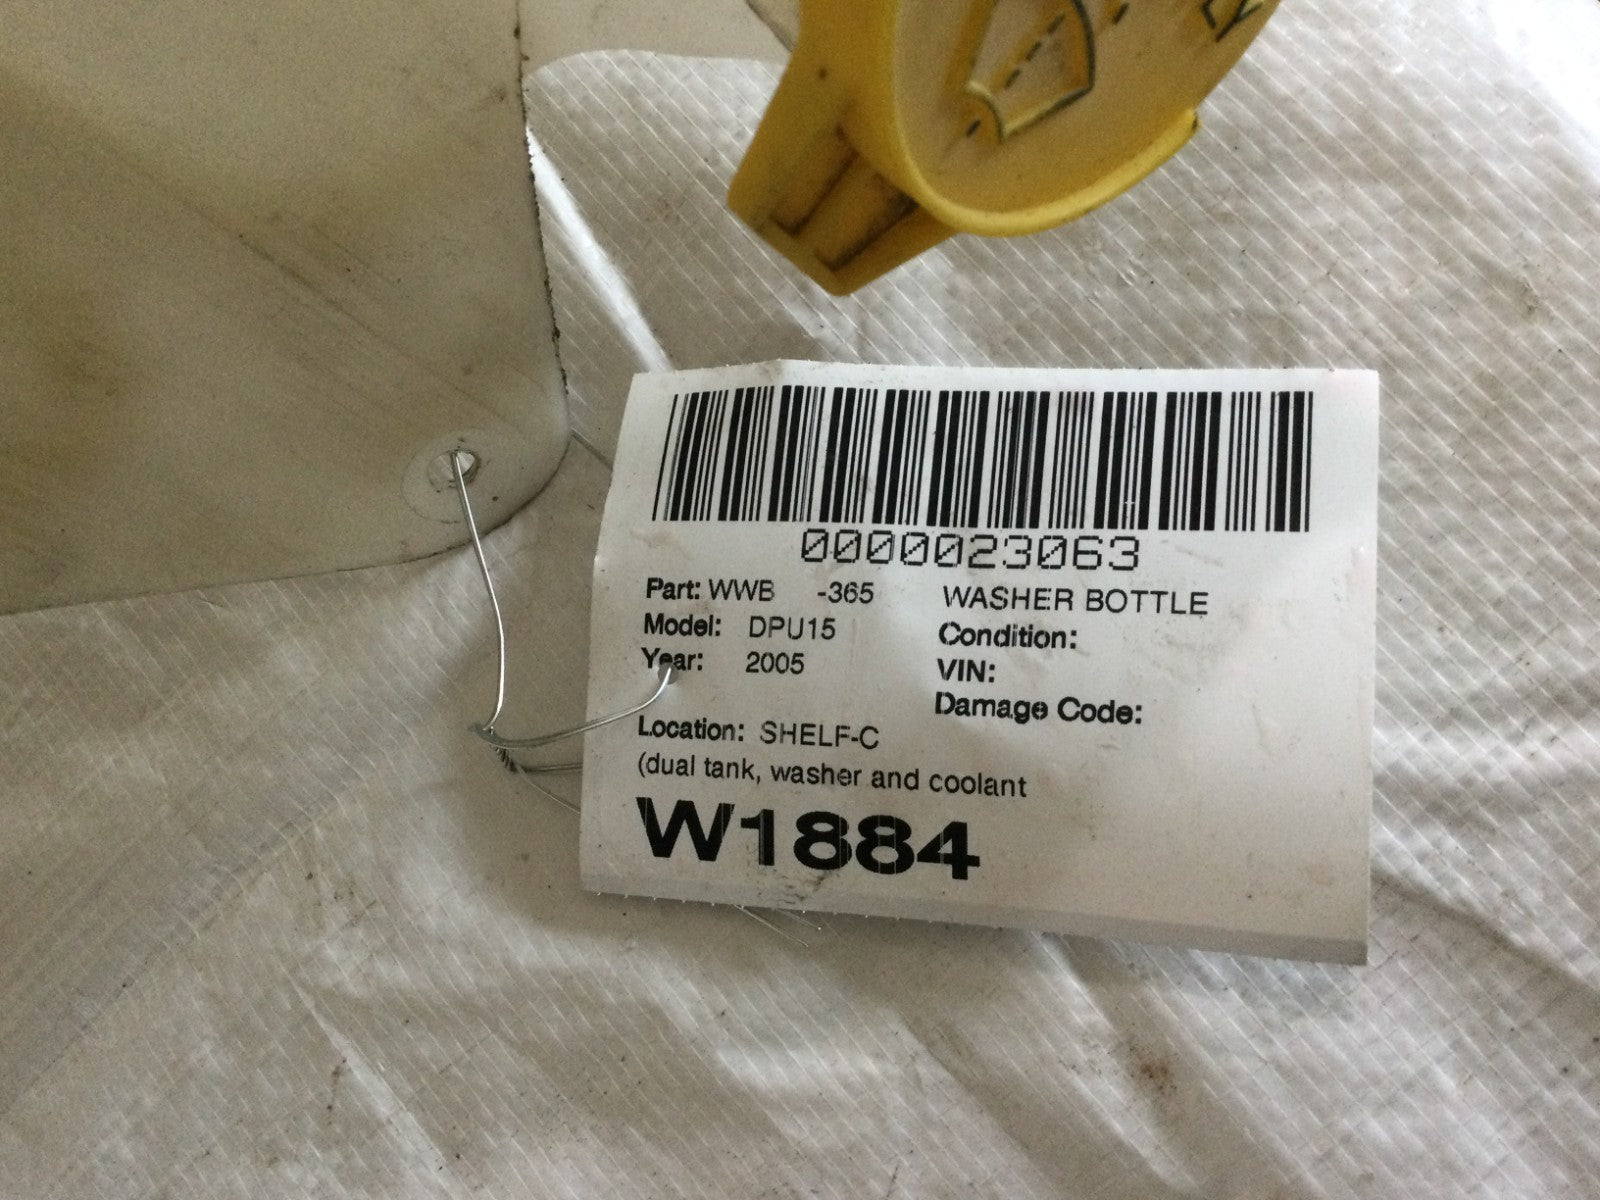 0000023063
Part: WWB -365 WASHER BOTTLE
Model: DPU15 Condition:
Year: 2005 VIN:
Damage Code:
Location: SHELF-C
(dual tank, washer and coolant
W1884